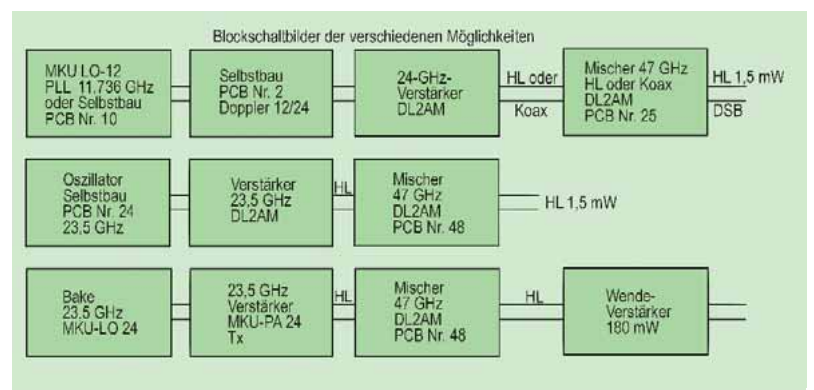 Blockschaltbilder der verschiedenen Möglichkeiten
MKU LO-12
PLL 11.736 GHz
oder Selbstbau
PCB Nr. 10
Selbstbau
PCB Nr. 2
Doppler 12/24
24-GHz-
Verstärker
DL2AM
HL oder
Koax
Mischer 47 GHz
HL oder Koax
DL2AM
PCB Nr. 25
HL 1,5 mW
DSB
Oszillator
Selbstbau
PCB Nr. 24
23,5 GHz
Verstärker
23,5 GHz
DL2AM
HL
Mischer
47 GHz
DL2AM
PCB Nr. 48
HL 1,5 mW
Bake
23,5 GHz
MKU-LO 24
23,5 GHz
Verstärker
MKU-PA 24
Tx
HL
Mischer
47 GHz
DL2AM
PCB Nr. 48
HL
Wende-
Verstärker
180 mW